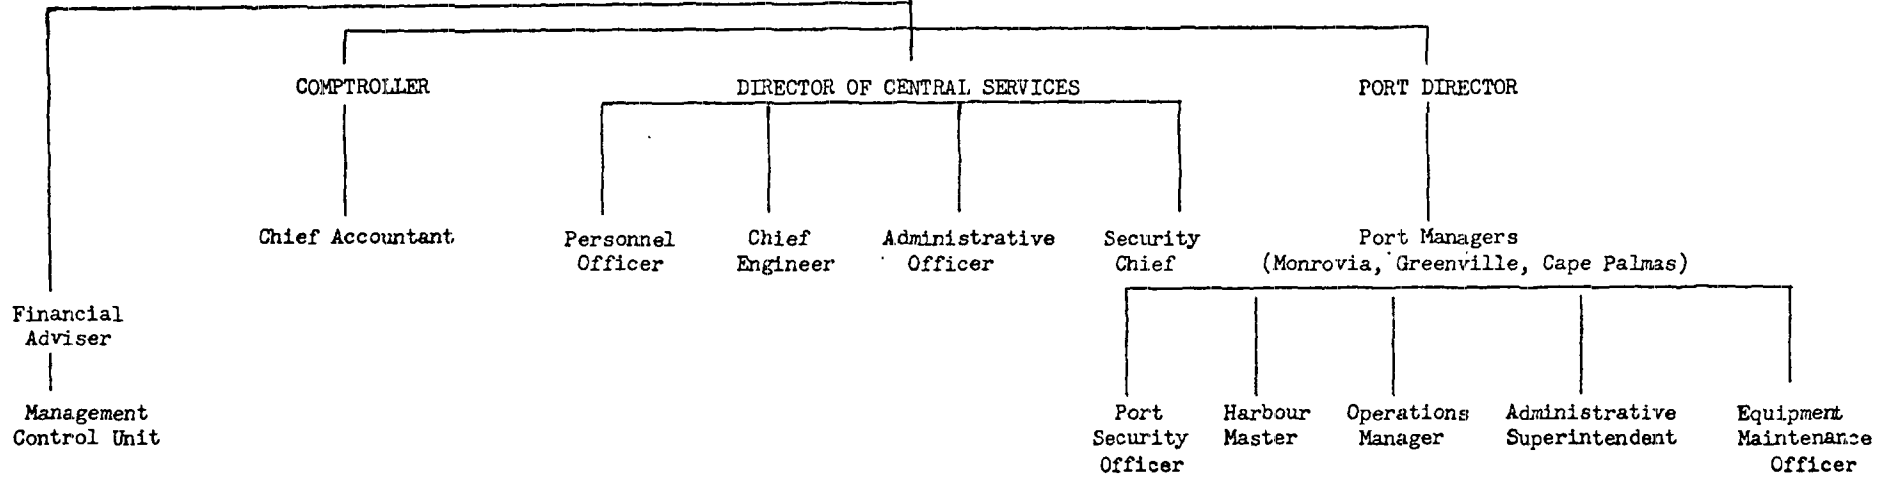 COMPTROLLER
DIRECTOR OF CENTRAL SERVICES
PORT DIRECTOR
Chief Accountant
Personnel
Officer
Chief
Engineer
Administrative
Officer
Security
Chief
Port Managers
(Monrovia, Greenville, Cape Palmas)
Financial
Adviser
Management
Control Unit
Port
Security
Officer
Harbour
Master
Operations
Manager
Administrative
Superintendent
Equipment
Maintenance
Officer